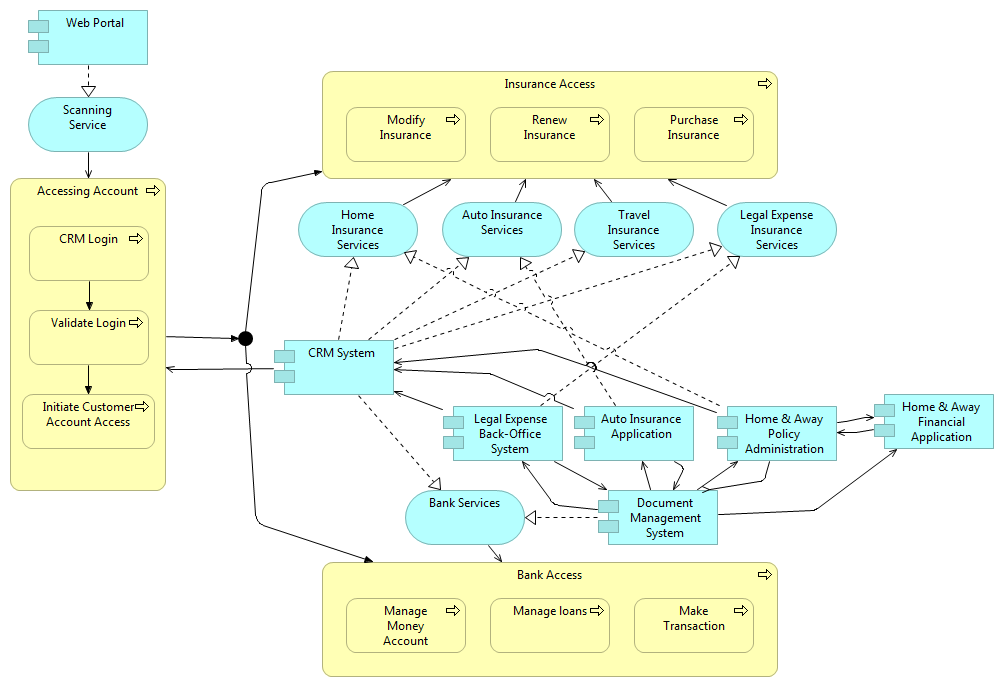 Web Portal
Scanning
Service
Accessing Account
CRM Login
Validate Login
Initiate Customer
Account Access
Insurance Access
Modify
Insurance
Renew
Insurance
Purchase
Insurance
Home
Insurance
Services
Auto Insurance
Services
Travel
Insurance
Services
Legal Expense
Insurance
Services
CRM System
Legal Expense
Back-Office
System
Auto Insurance
Application
Home & Away
Policy
Administration
Home & Away
Financial
Application
Bank Services
Document
Management
System
Bank Access
Manage
Money
Account
Manage loans
Make
Transaction